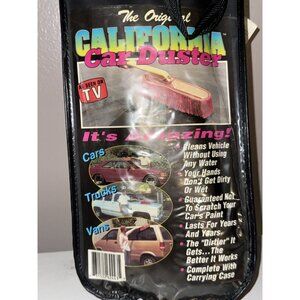 The Original
CALIFORNIA
Car Duster
AS SEEN ON
TV
It's Amazing!
Cars
Trucks
Vans
• Cleans Vehicle
Without Using
Any Water
• Your Hands
Don't Get Dirty
Or Wet
• Guaranteed Not
To Scratch Your
Car's Paint
• Lasts For Years
And Years
• The "Dirtier" It
Gets...The
Better It Works
• Complete With
Carrying Case